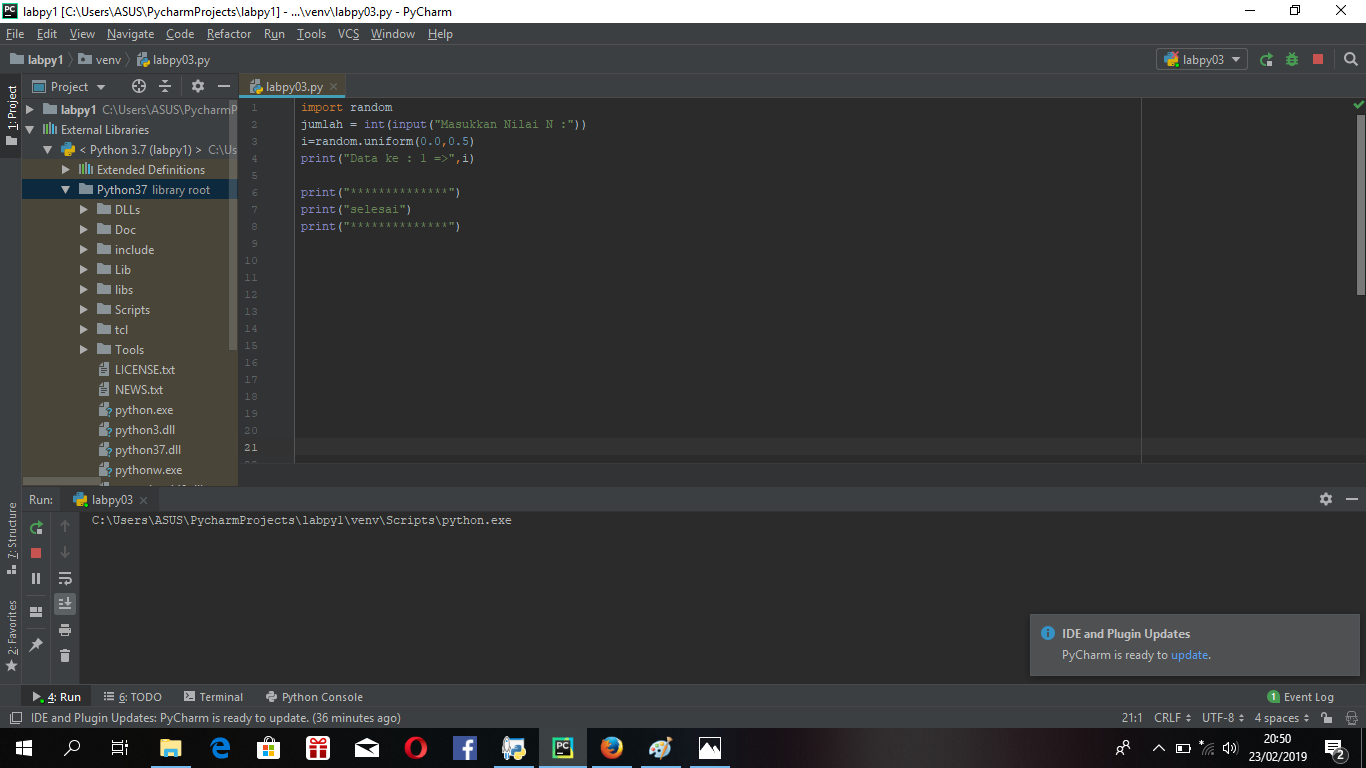 labpy1 [C:\Users\ASUS\PycharmProjects\labpy1] - ...\venv\labpy03.py - PyCharm
File Edit View Navigate Code Refactor Run Tools VCS Window Help
labpy1 venv labpy03.py
labpy03
1: Project
Project
labpy03.py
labpy1 C:\Users\ASUS\PycharmP
External Libraries
< Python 3.7 (labpy1) > C:\Us
Extended Definitions
Python37 library root
DLLs
Doc
include
Lib
libs
Scripts
tcl
Tools
LICENSE.txt
NEWS.txt
python.exe
python3.dll
python37.dll
pythonw.exe
1 import random
2 jumlah = int(input("Masukkan Nilai N :"))
3 i=random.uniform(0.0,0.5)
4 print("Data ke : 1 =>",i)
5
6 print("**************")
7 print("selesai")
8 print("**************")
9
10
11
12
13
14
15
16
17
18
19
20
21
Run: labpy03
C:\Users\ASUS\PycharmProjects\labpy1\venv\Scripts\python.exe
7: Structure
2: Favorites
IDE and Plugin Updates
PyCharm is ready to update.
4: Run 6: TODO Terminal Python Console
1 Event Log
IDE and Plugin Updates: PyCharm is ready to update. (36 minutes ago)
21:1 CRLF UTF-8 4 spaces
20:50
23/02/2019
2